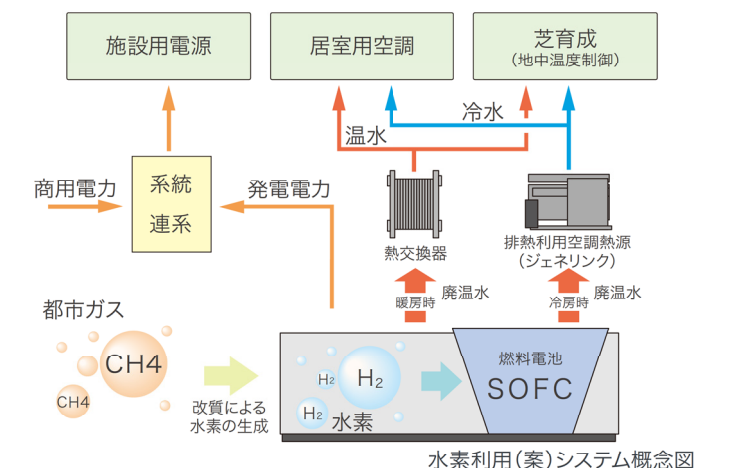 施設用電源
居室用空調
芝育成
(地中温度制御)
冷水
温水
商用電力
系統
連系
発電電力
熱交換器
排熱利用空調熱源
(ジェネリンク)
暖房時
廃温水
冷房時
廃温水
都市ガス
CH4
CH4
改質による
水素の生成
H2
H2
H2
水素
燃料電池
SOFC
水素利用(案)システム概念図